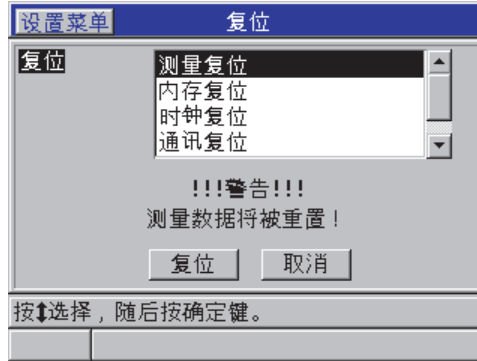 设置菜单 复位
复位
测量复位
内存复位
时钟复位
通讯复位
!!!警告!!!
测量数据将被重置！
复位 取消
按⬍选择，随后按确定键。